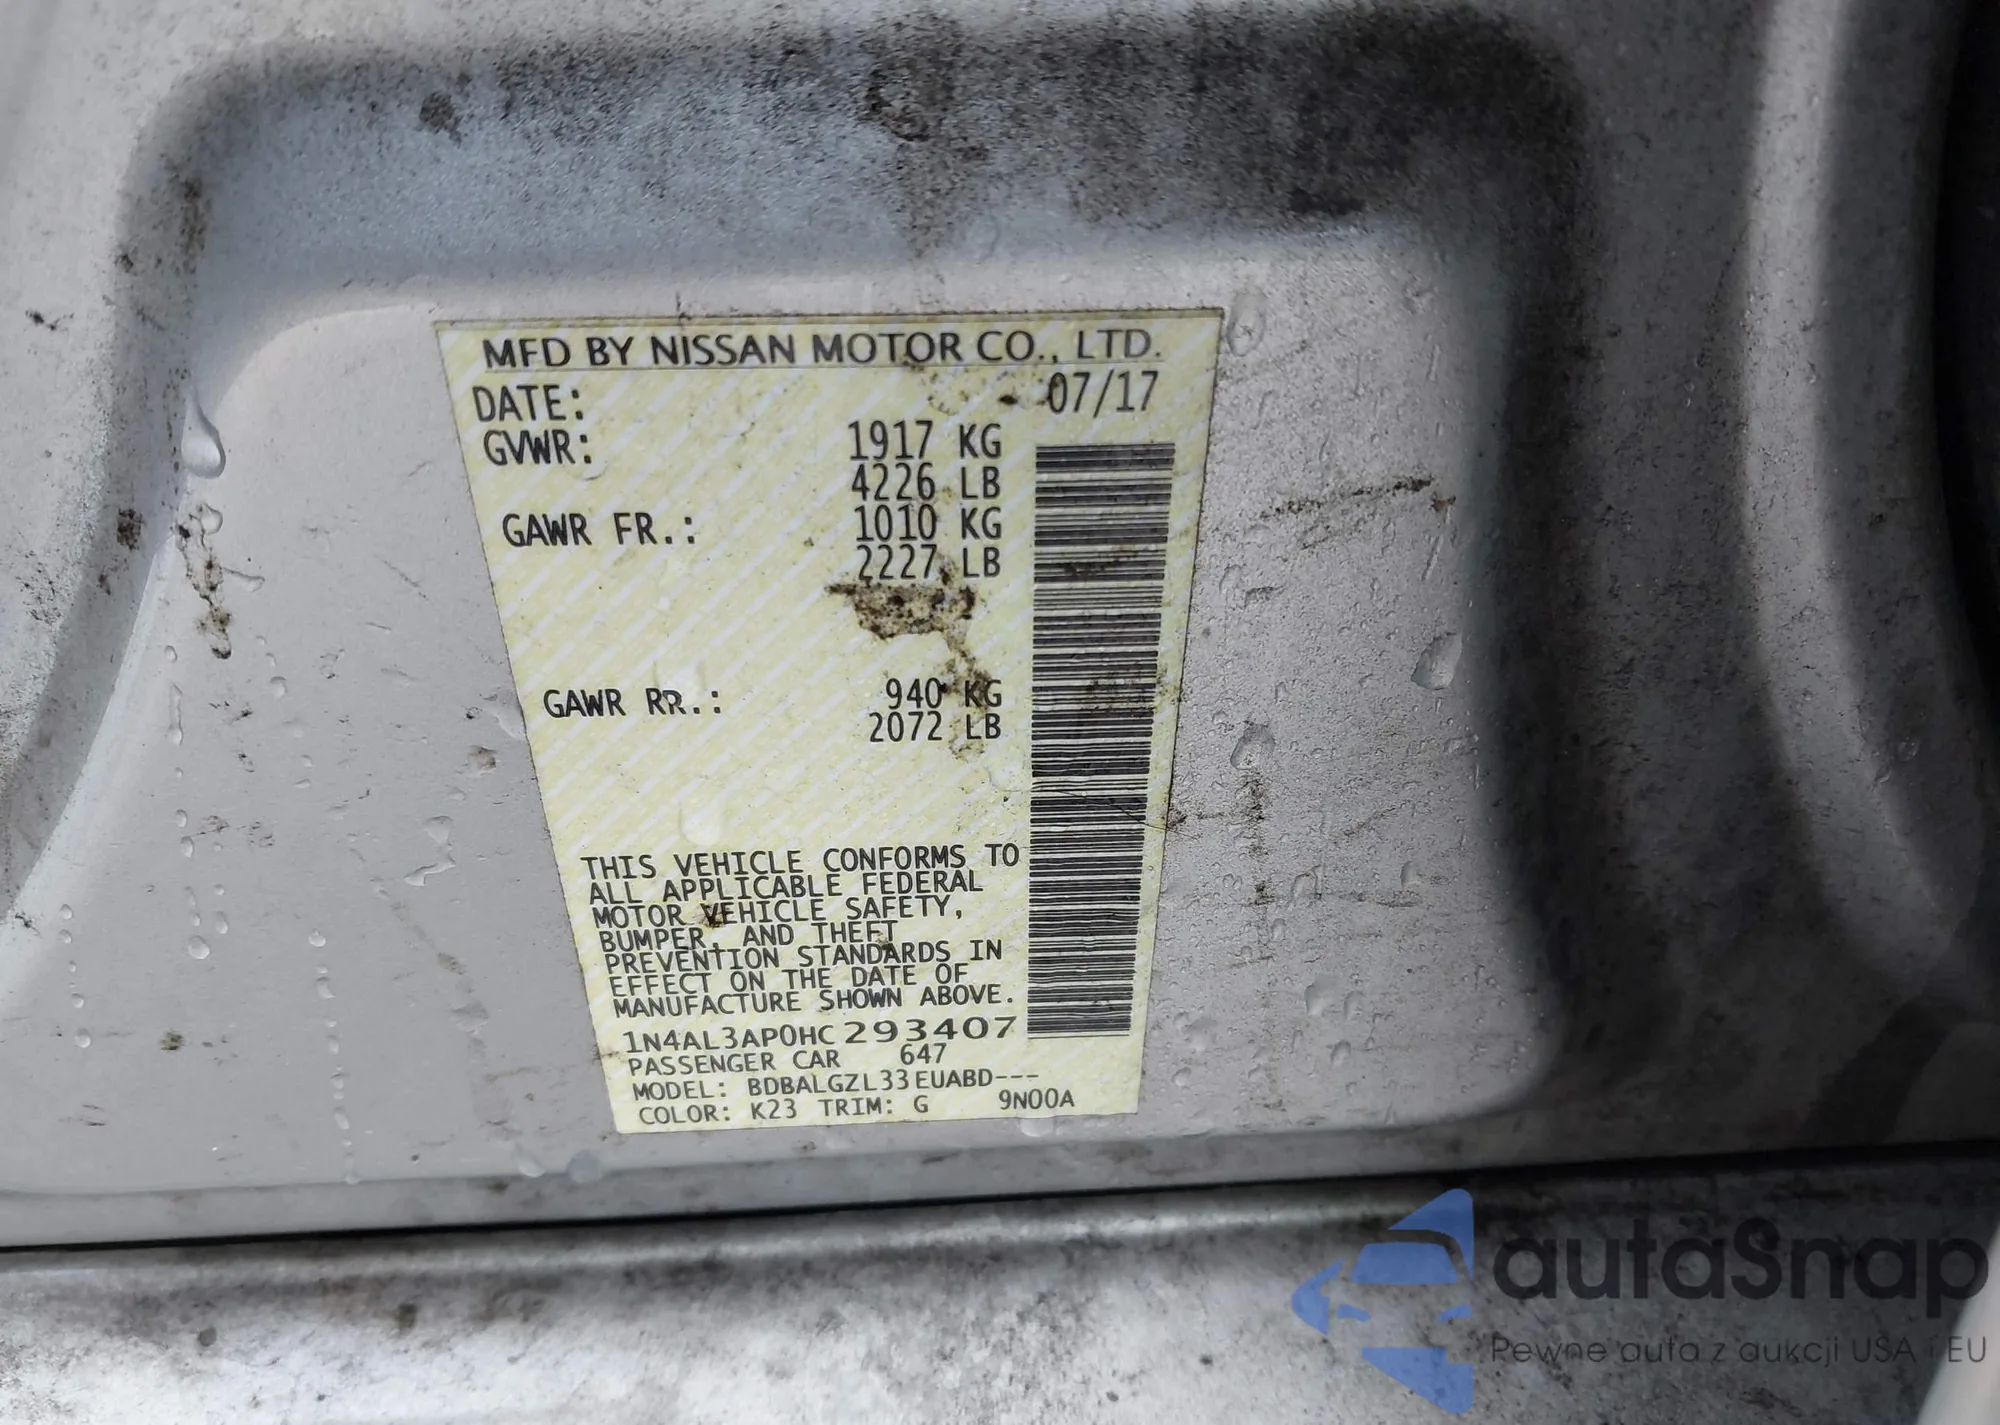 MFD BY NISSAN MOTOR CO., LTD.
DATE: 07/17
GVWR: 1917 KG
4226 LB
GAWR FR.: 1010 KG
2227 LB
GAWR RR.: 940 KG
2072 LB
THIS VEHICLE CONFORMS TO
ALL APPLICABLE FEDERAL
MOTOR VEHICLE SAFETY,
BUMPER, AND THEFT
PREVENTION STANDARDS IN
EFFECT ON THE DATE OF
MANUFACTURE SHOWN ABOVE.
1N4AL3AP0HC293407
PASSENGER CAR 647
MODEL: BDBALGZL33EUABD---
COLOR: K23 TRIM: G 9N00A
autaSnap
Pewne auta z aukcji USA i EU